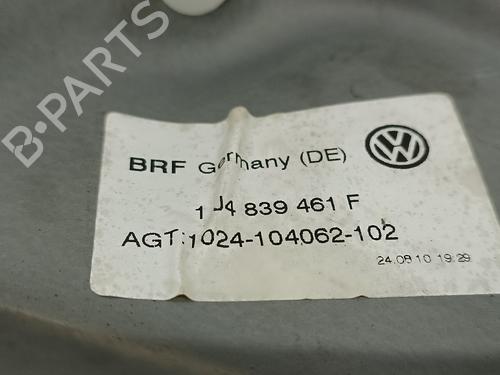 B-PARTS
BRF Germany (DE)
1J4 839 461 F
AGT:1024-104062-102
24.08.10 19:29